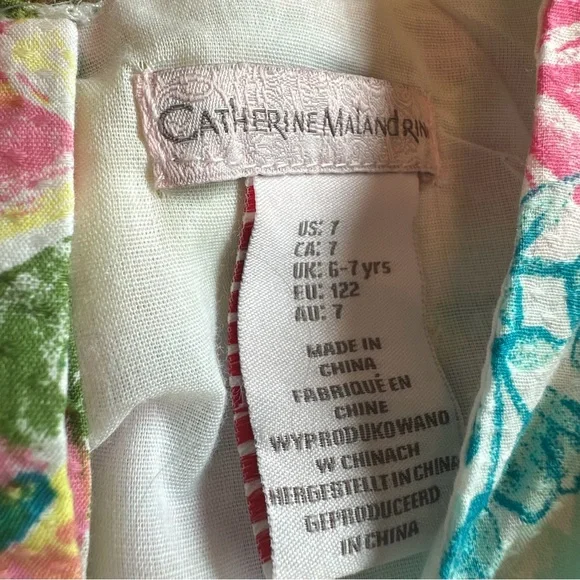 CATHERINE MALANDRIN
US: 7
CA: 7
UK: 6-7 yrs
EU: 122
AU: 7
MADE IN
CHINA
FABRIQUÉ EN
CHINE
WYPRODUKOWANO
W CHINACH
HERGESTELLT IN CHINA
GEPRODUCEERD
IN CHINA